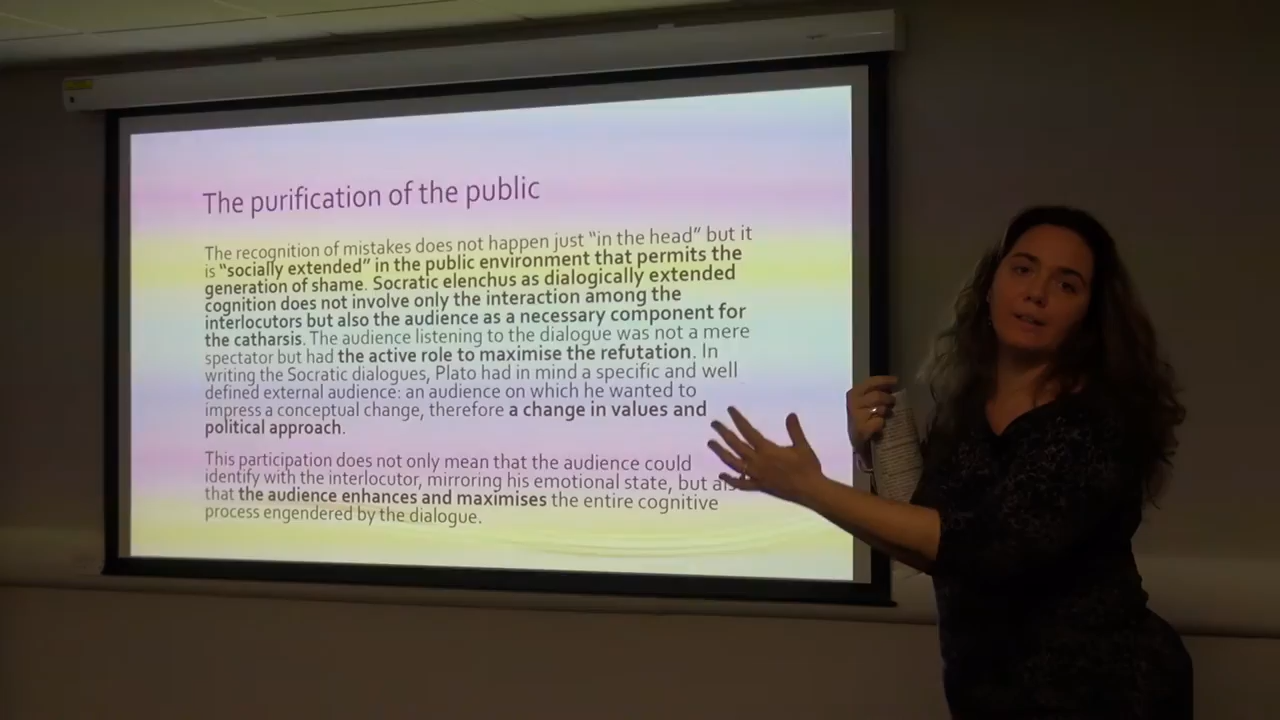 The purification of the public
The recognition of mistakes does not happen just “in the head” but it
is “socially extended” in the public environment that permits the
generation of shame. Socratic elenchus as dialogically extended
cognition does not involve only the interaction among the
interlocutors but also the audience as a necessary component for
the catharsis. The audience listening to the dialogue was not a mere
spectator but had the active role to maximise the refutation. In
writing the Socratic dialogues, Plato had in mind a specific and well
defined external audience: an audience on which he wanted to
impress a conceptual change, therefore a change in values and
political approach.
This participation does not only mean that the audience could
identify with the interlocutor, mirroring his emotional state, but
that the audience enhances and maximises the entire cognitive
process engendered by the dialogue.